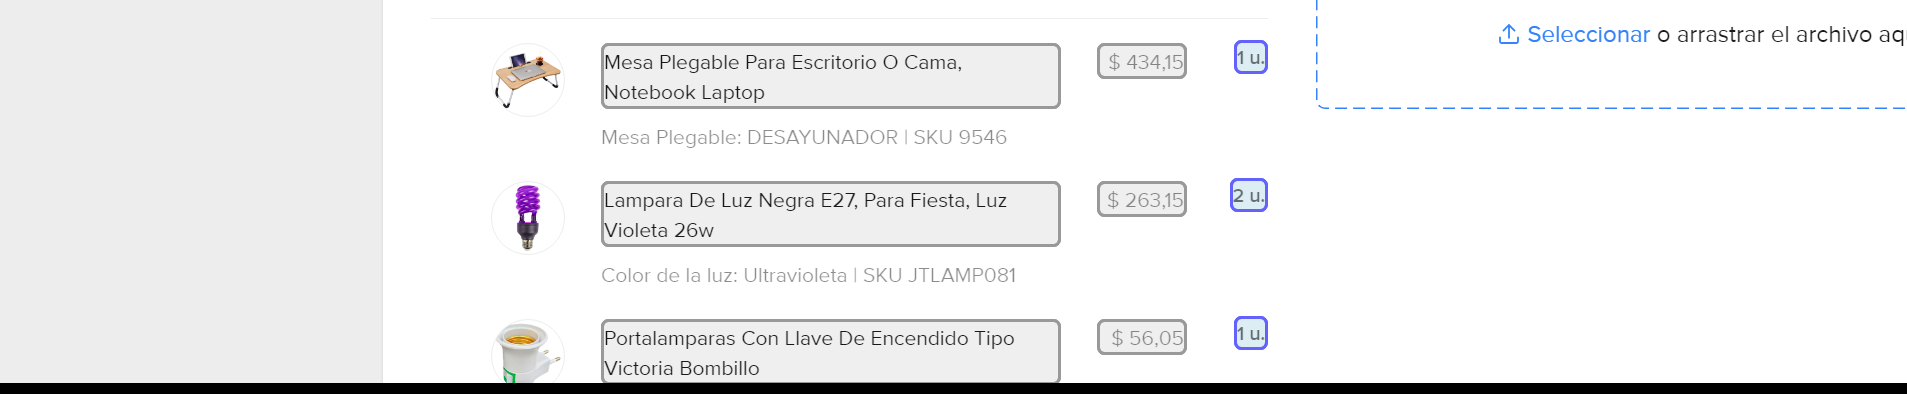 Seleccionar o arrastrar el archivo
Mesa Plegable Para Escritorio O Cama,
Notebook Laptop
$ 434,15
1 u.
Mesa Plegable: DESAYUNADOR | SKU 9546
Lampara De Luz Negra E27, Para Fiesta, Luz
Violeta 26w
$ 263,15
2 u.
Color de la luz: Ultravioleta | SKU JTLAMP081
Portalamparas Con Llave De Encendido Tipo
Victoria Bombillo
$ 56,05
1 u.